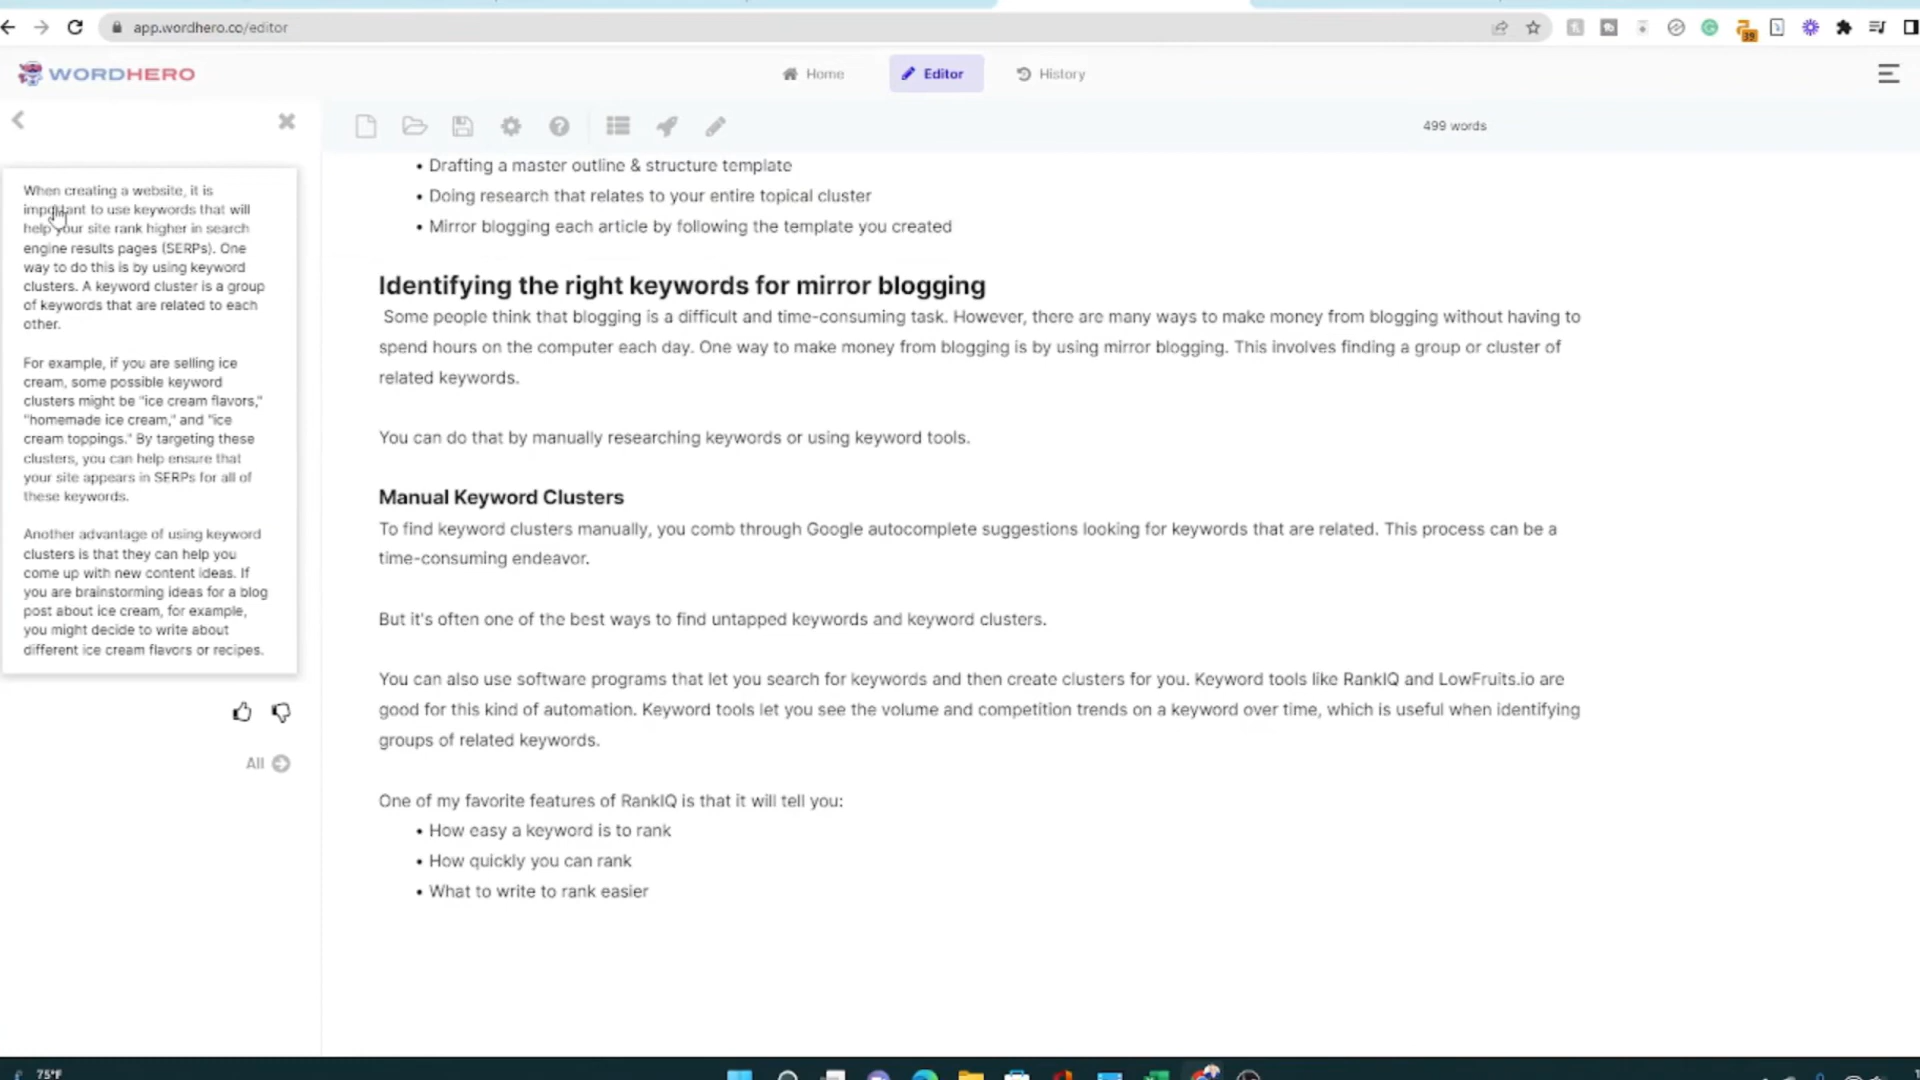 app.wordhero.co/editor
39
WORDHERO
Home
Editor
History
499 words
When creating a website, it is
important to use keywords that will
help your site rank higher in search
engine results pages (SERPs). One
way to do this is by using keyword
clusters. A keyword cluster is a group
of keywords that are related to each
other.
For example, if you are selling ice
cream, some possible keyword
clusters might be "ice cream flavors,"
"homemade ice cream," and "ice
cream toppings." By targeting these
clusters, you can help ensure that
your site appears in SERPs for all of
these keywords.
Another advantage of using keyword
clusters is that they can help you
come up with new content ideas. If
you are brainstorming ideas for a blog
post about ice cream, for example,
you might decide to write about
different ice cream flavors or recipes.
All
• Drafting a master outline & structure template
• Doing research that relates to your entire topical cluster
• Mirror blogging each article by following the template you created
Identifying the right keywords for mirror blogging
Some people think that blogging is a difficult and time-consuming task. However, there are many ways to make money from blogging without having to
spend hours on the computer each day. One way to make money from blogging is by using mirror blogging. This involves finding a group or cluster of
related keywords.
You can do that by manually researching keywords or using keyword tools.
Manual Keyword Clusters
To find keyword clusters manually, you comb through Google autocomplete suggestions looking for keywords that are related. This process can be a
time-consuming endeavor.
But it's often one of the best ways to find untapped keywords and keyword clusters.
You can also use software programs that let you search for keywords and then create clusters for you. Keyword tools like RankIQ and LowFruits.io are
good for this kind of automation. Keyword tools let you see the volume and competition trends on a keyword over time, which is useful when identifying
groups of related keywords.
One of my favorite features of RankIQ is that it will tell you:
• How easy a keyword is to rank
• How quickly you can rank
• What to write to rank easier
75°F